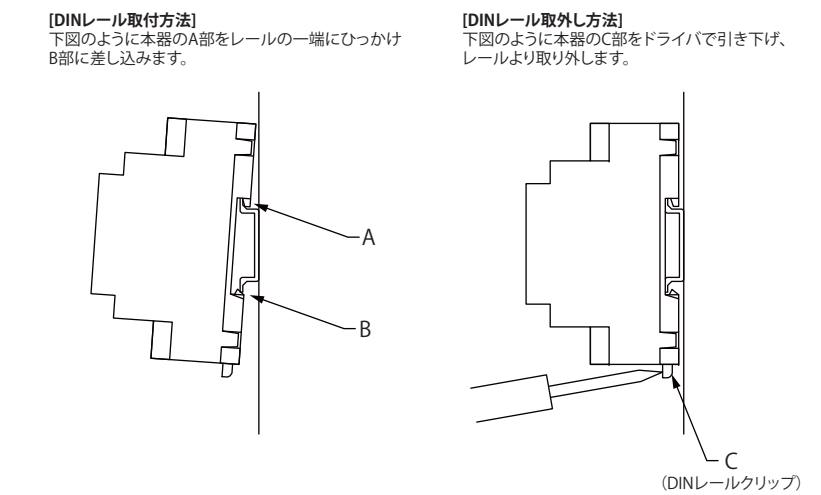 [DINレール取付方法]
下図のように本器のA部をレールの一端にひっかけ
B部に差し込みます。
[DINレール取外し方法]
下図のように本器のC部をドライバで引き下げ、
レールより取り外します。
A
B
C
(DINレールクリップ)